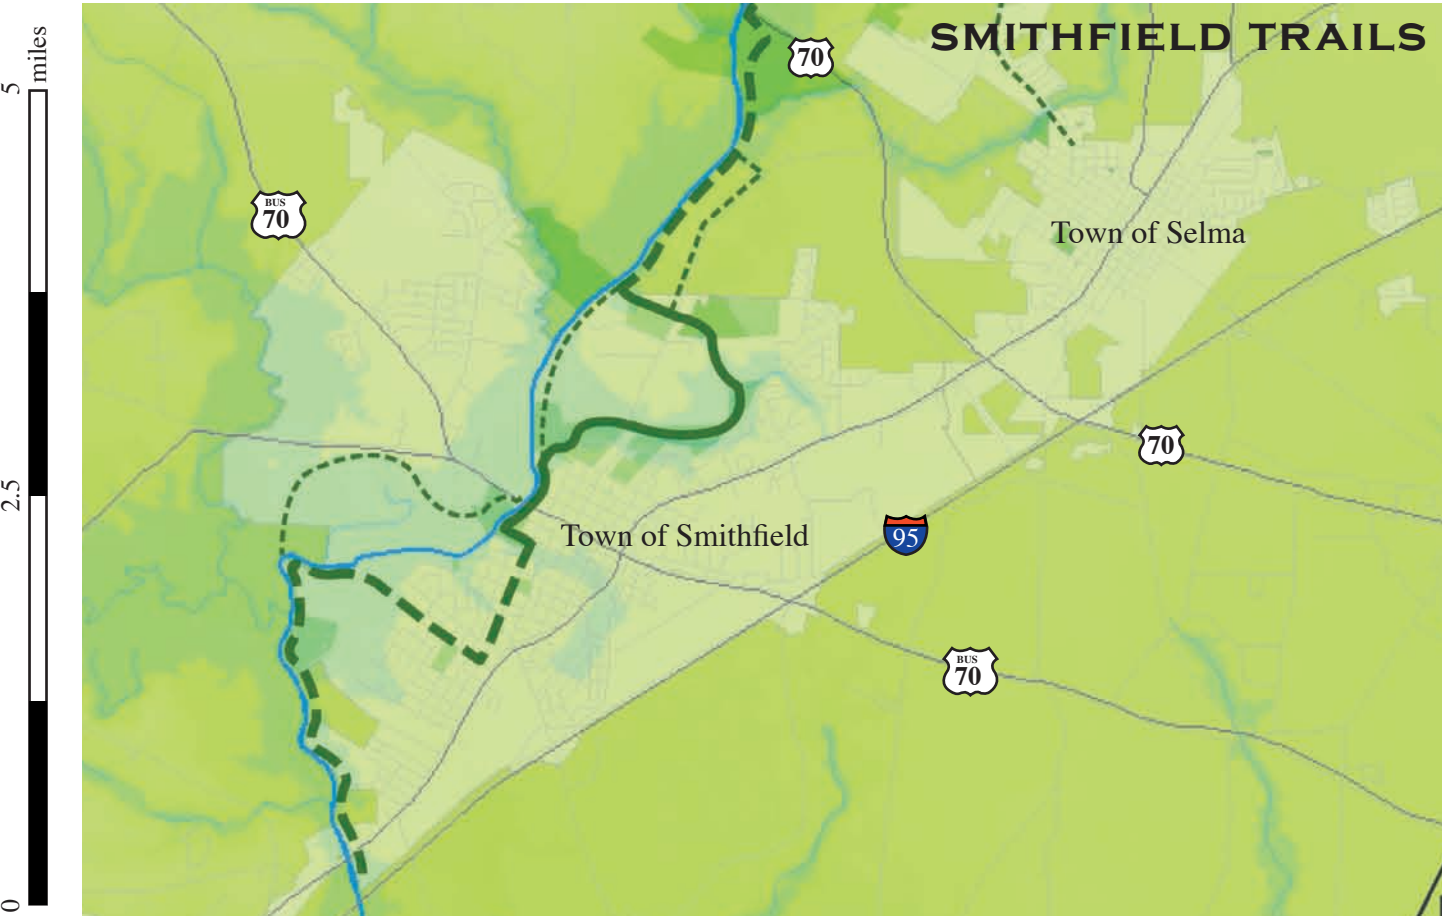 SMITHFIELD TRAILS
5 miles
70
BUS
70
Town of Selma
70
2.5
Town of Smithfield
95
BUS
70
0